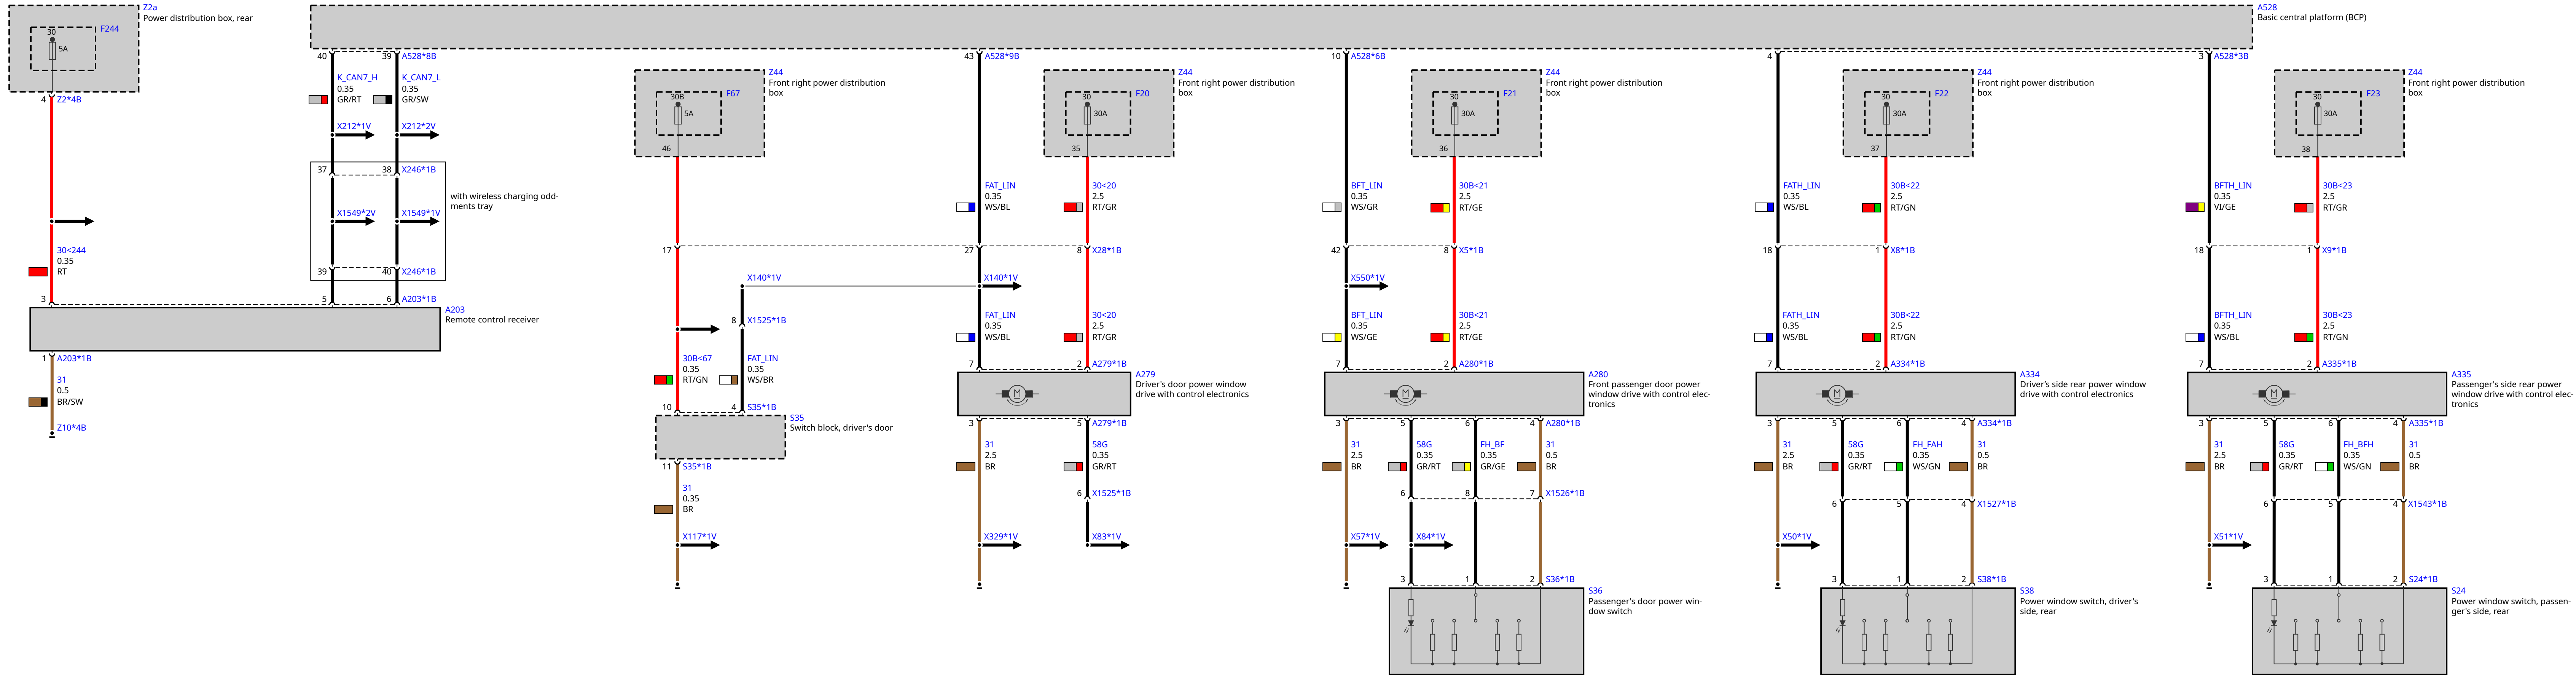 Z2a
Power distribution box, rear
F244
30
5A
4
Z2*4B
30<244
0.35
RT
3
A528
Basic central platform (BCP)
40
39
A528*8B
K_CAN7_H
0.35
GR/RT
K_CAN7_L
0.35
GR/SW
X212*1V
X212*2V
37
38
X246*1B
with wireless charging odd-
ments tray
X1549*2V
X1549*1V
39
40
X246*1B
5
6
A203*1B
A203
Remote control receiver
1
A203*1B
31
0.5
BR/SW
Z10*4B
Z44
Front right power distribution
box
F67
30B
5A
46
17
30B<67
0.35
RT/GN
10
X140*1V
8
X1525*1B
FAT_LIN
0.35
WS/BR
4
S35*1B
S35
Switch block, driver's door
11
S35*1B
31
0.35
BR
X117*1V
43
A528*9B
Z44
Front right power distribution
box
F20
30
30A
35
FAT_LIN
0.35
WS/BL
30<20
2.5
RT/GR
27
8
X28*1B
X140*1V
FAT_LIN
0.35
WS/BL
30<20
2.5
RT/GR
7
2
A279*1B
M
A279
Driver's door power window
drive with control electronics
3
5
A279*1B
31
2.5
BR
58G
0.35
GR/RT
6
X1525*1B
X329*1V
X83*1V
10
A528*6B
Z44
Front right power distribution
box
F21
30
30A
36
BFT_LIN
0.35
WS/GR
30B<21
2.5
RT/GE
42
8
X5*1B
X550*1V
BFT_LIN
0.35
WS/GE
30B<21
2.5
RT/GE
7
2
A280*1B
M
A280
Front passenger door power
window drive with control elec-
tronics
3
5
6
4
A280*1B
31
2.5
BR
58G
0.35
GR/RT
FH_BF
0.35
GR/GE
31
0.5
BR
6
8
7
X1526*1B
X57*1V
X84*1V
3
1
2
S36*1B
S36
Passenger's door power win-
dow switch
4
Z44
Front right power distribution
box
F22
30
30A
37
FATH_LIN
0.35
WS/BL
30B<22
2.5
RT/GN
18
1
X8*1B
FATH_LIN
0.35
WS/BL
30B<22
2.5
RT/GN
7
2
A334*1B
M
A334
Driver's side rear power window
drive with control electronics
3
5
6
4
A334*1B
31
2.5
BR
58G
0.35
GR/RT
FH_FAH
0.35
WS/GN
31
0.5
BR
6
5
4
X1527*1B
X50*1V
3
1
2
S38*1B
S38
Power window switch, driver's
side, rear
3
A528*3B
Z44
Front right power distribution
box
F23
30
30A
38
BFTH_LIN
0.35
VI/GE
30B<23
2.5
RT/GR
18
1
X9*1B
BFTH_LIN
0.35
WS/BL
30B<23
2.5
RT/GN
7
2
A335*1B
M
A335
Passenger's side rear power
window drive with control elec-
tronics
3
5
6
4
A335*1B
31
2.5
BR
58G
0.35
GR/RT
FH_BFH
0.35
WS/GN
31
0.5
BR
6
5
4
X1543*1B
X51*1V
3
1
2
S24*1B
S24
Power window switch, passen-
ger's side, rear